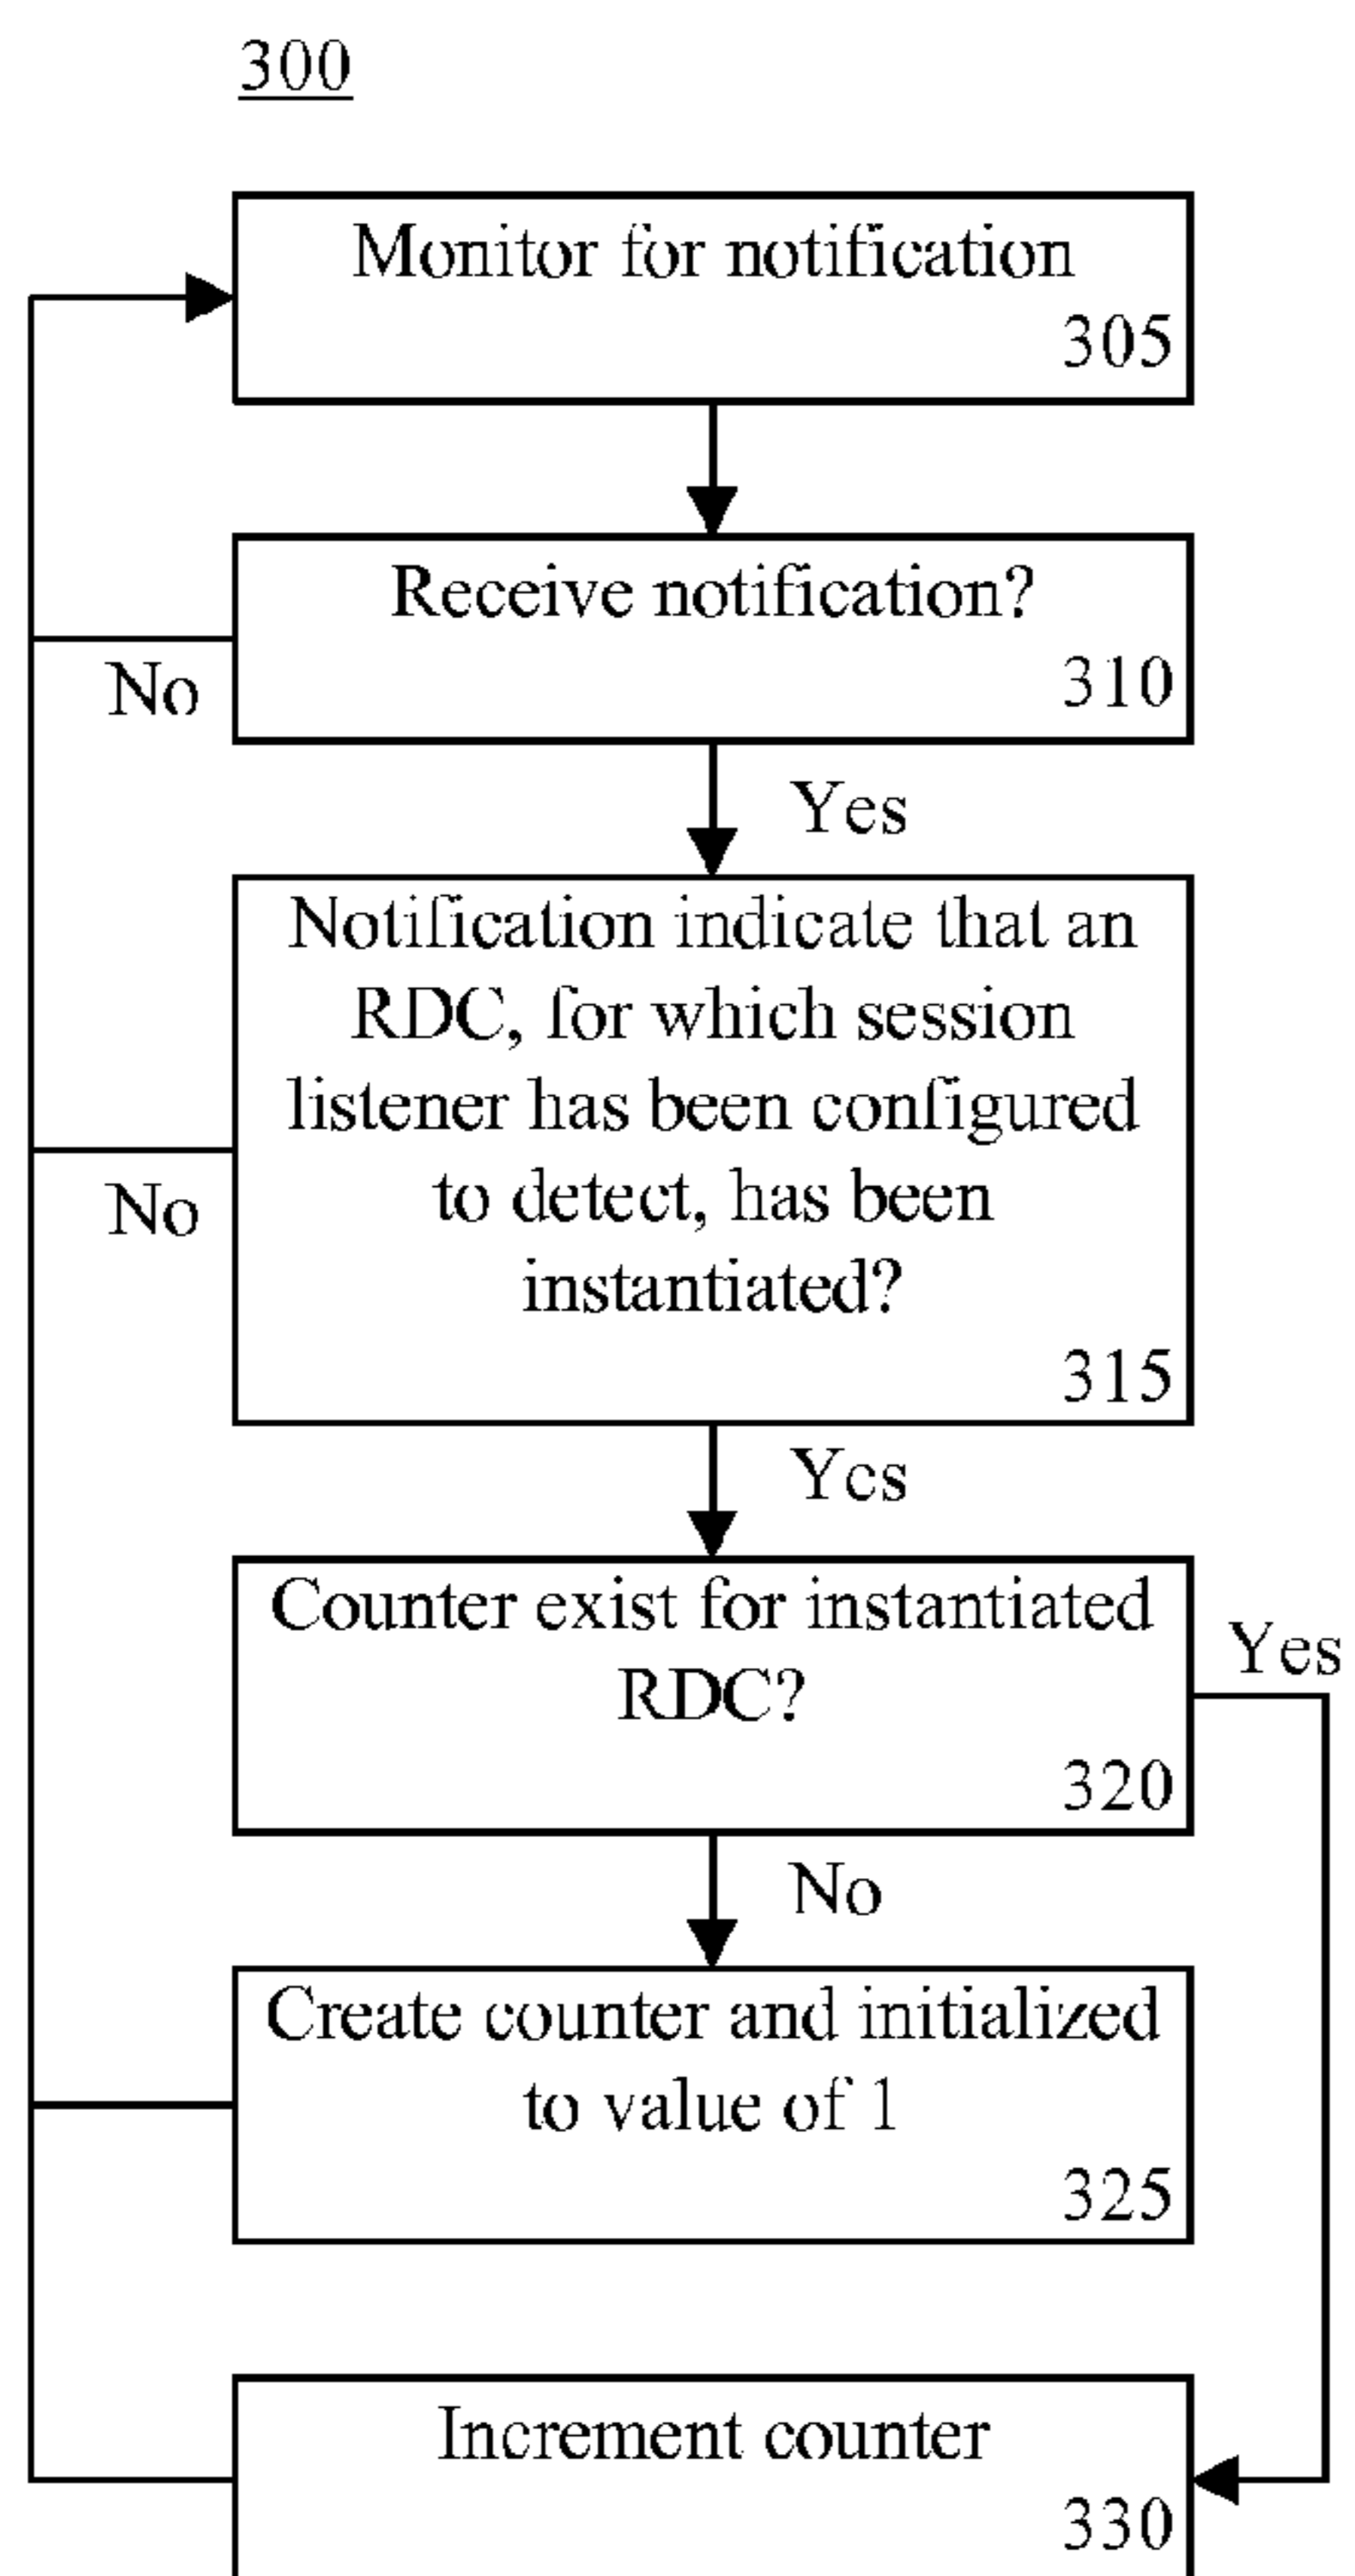 300
Monitor for notification
305
Receive notification?
310
No
Yes
Notification indicate that an
RDC, for which session
listener has been configured
to detect, has been
instantiated?
315
No
Yes
Counter exist for instantiated
RDC?
320
Yes
No
Create counter and initialized
to value of 1
325
Increment counter
330